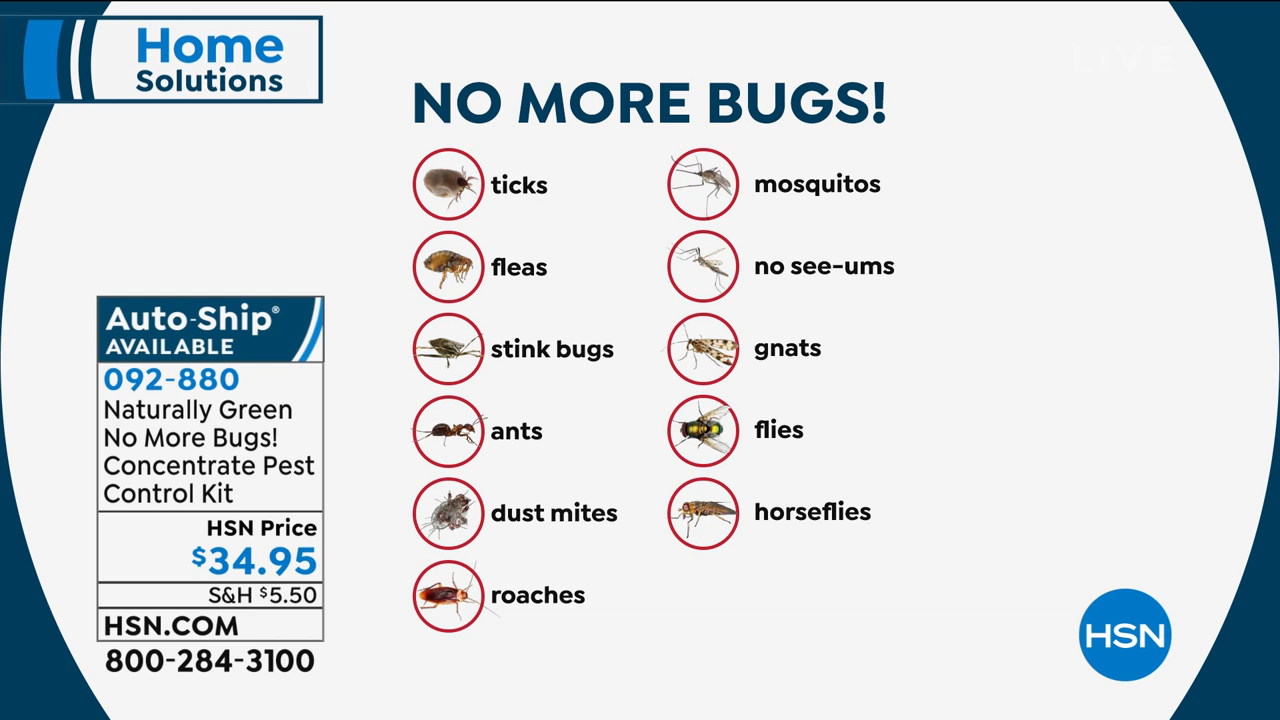 Home
Solutions
LIVE
NO MORE BUGS!
ticks
fleas
stink bugs
ants
dust mites
roaches
mosquitos
no see-ums
gnats
flies
horseflies
Auto-Ship®
AVAILABLE
092-880
Naturally Green
No More Bugs!
Concentrate Pest
Control Kit
HSN Price
$34.95
S&H $5.50
HSN.COM
800-284-3100
HSN